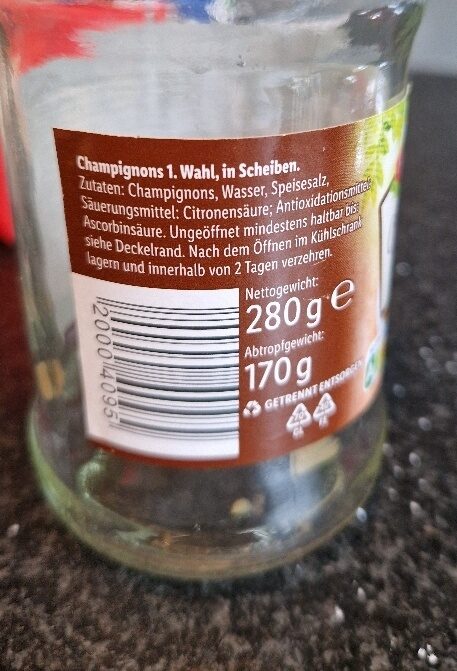 Champignons 1. Wahl, in Scheiben.
Zutaten: Champignons, Wasser, Speisesalz,
Säuerungsmittel: Citronensäure; Antioxidationsmittel:
Ascorbinsäure. Ungeöffnet mindestens haltbar bis:
siehe Deckelrand. Nach dem Öffnen im Kühlschrank
lagern und innerhalb von 2 Tagen verzehren.
20004095
Nettogewicht:
280 g e
Abtropfgewicht:
170 g
GETRENNT ENTSORGEN
GL